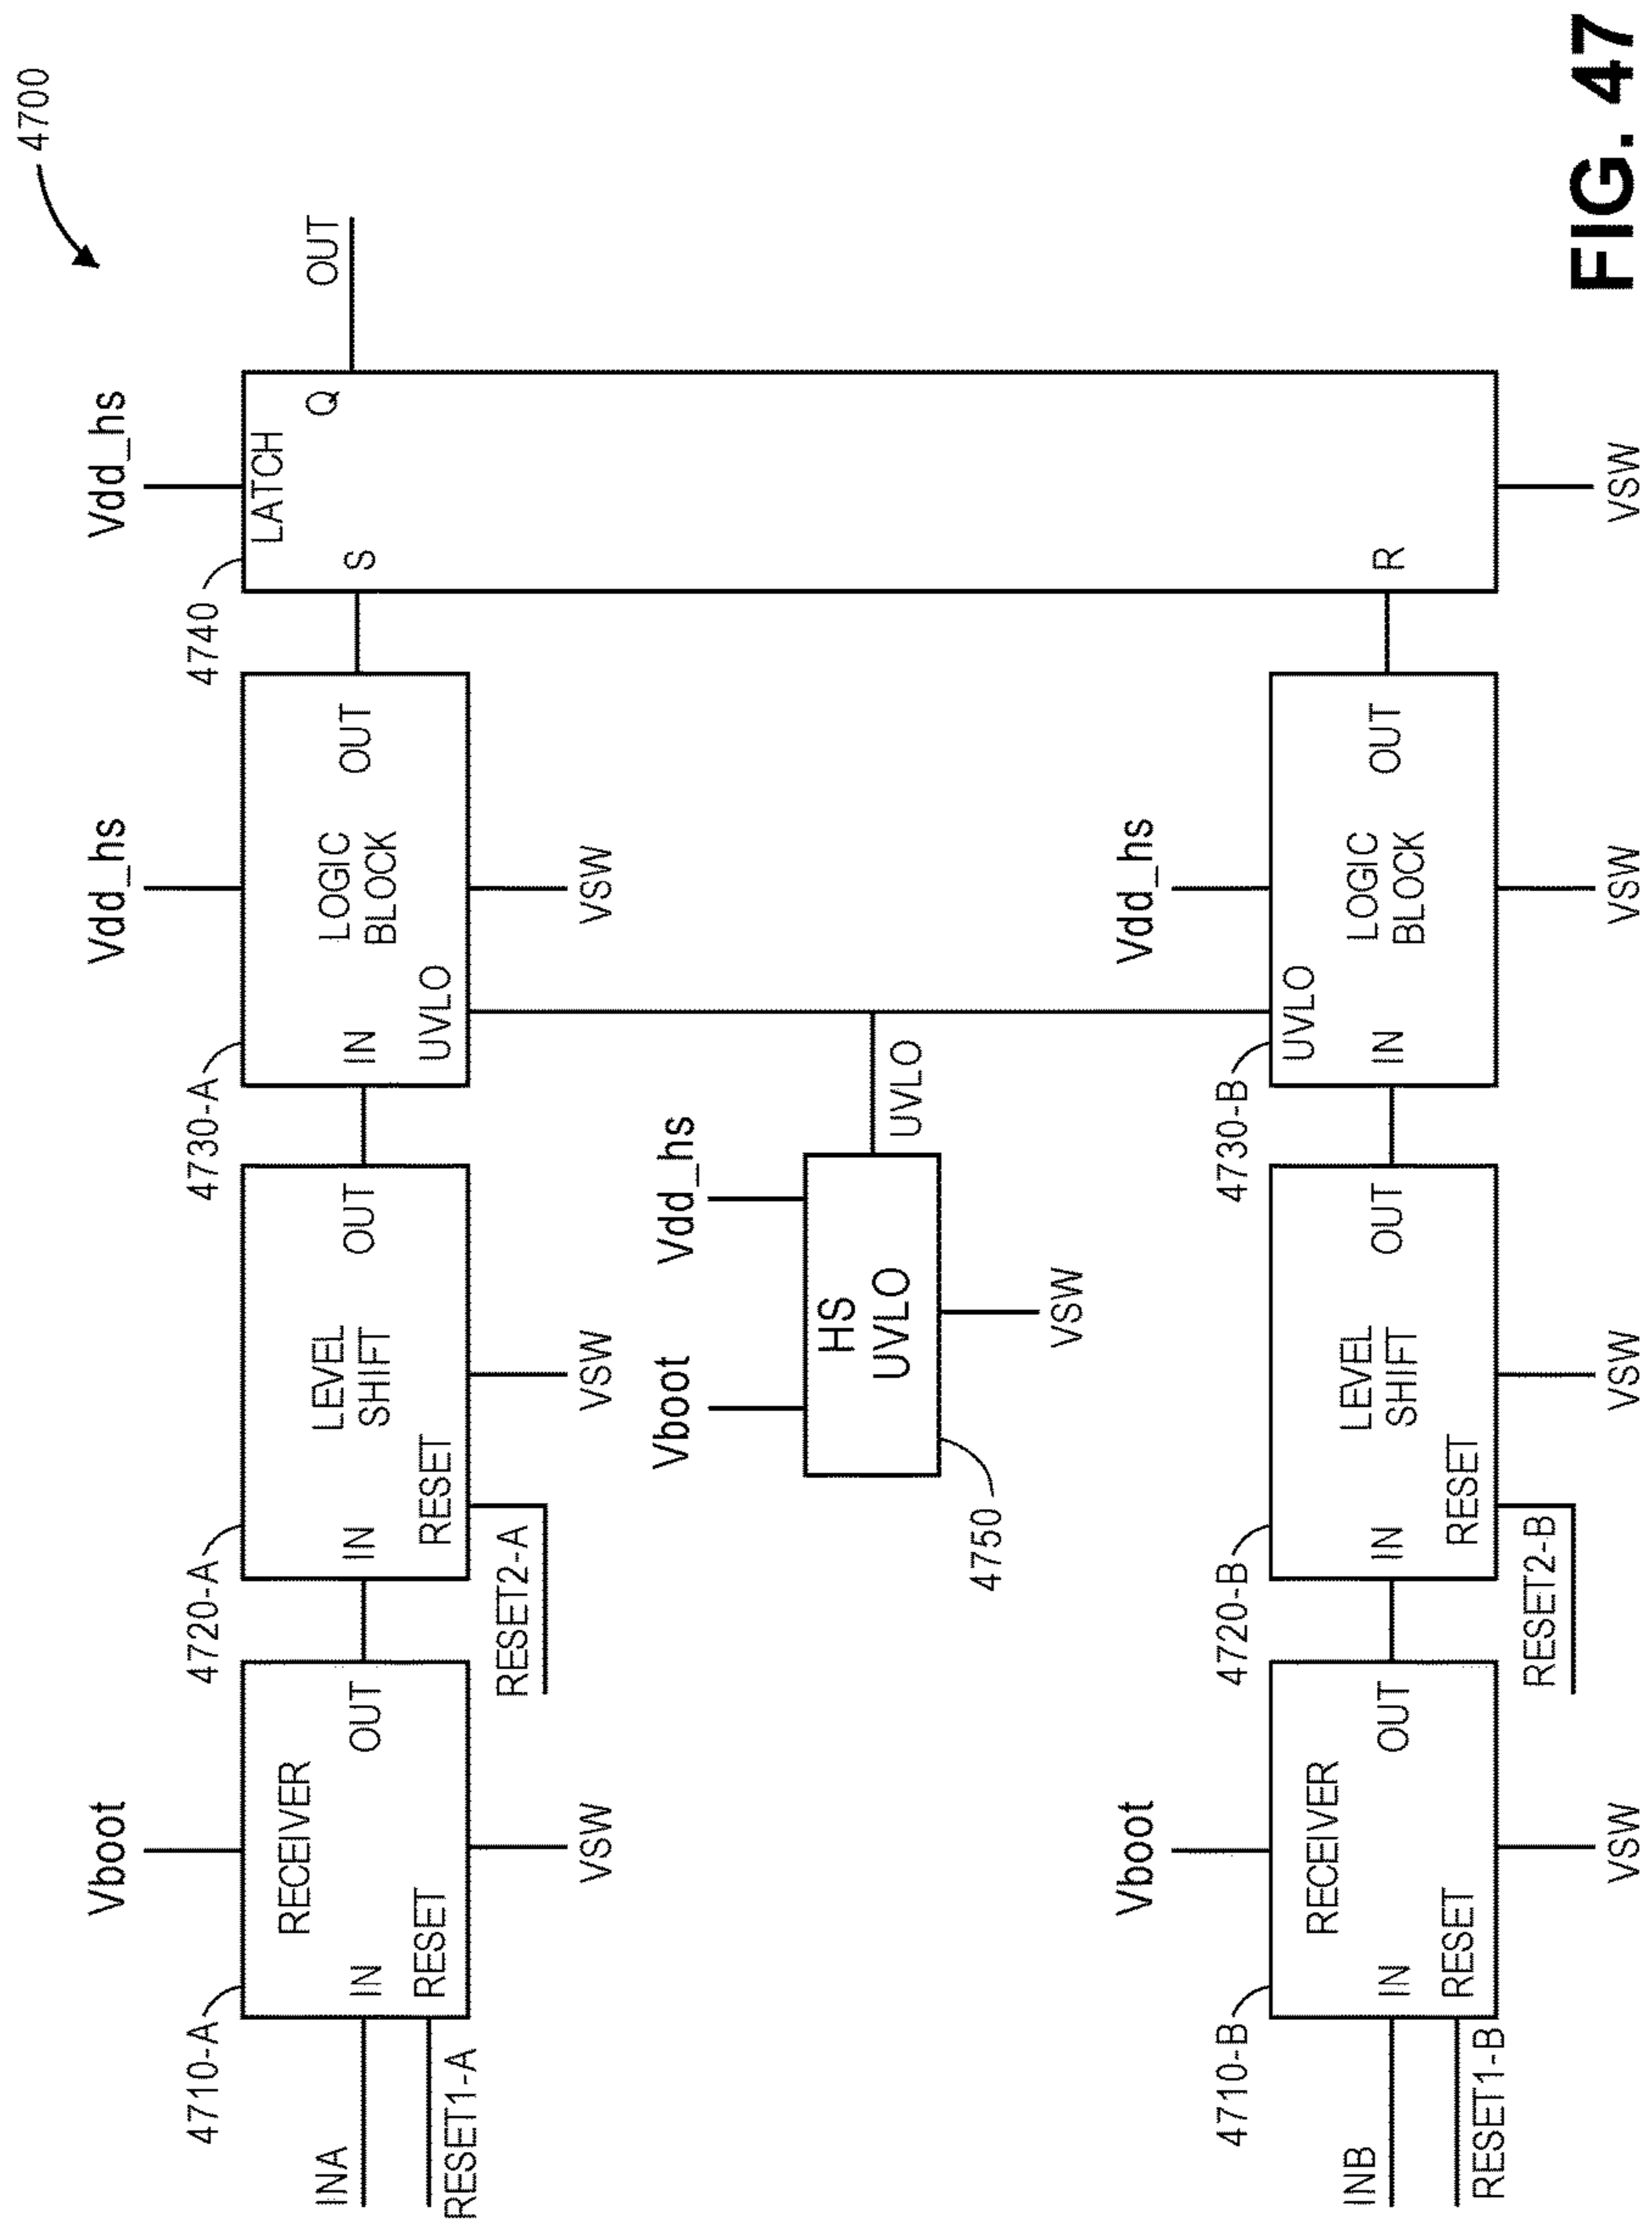 4700
Vboot
Vdd_hs
Vdd_hs
4710-A
4720-A
4730-A
4740
RECEIVER
IN
OUT
RESET
LEVEL
SHIFT
IN
OUT
RESET
LOGIC
BLOCK
IN
OUT
UVLO
LATCH
S
Q
OUT
INA
RESET1-A
VSW
RESET2-A
VSW
VSW
Vboot
Vdd_hs
HS
UVLO
UVLO
4750
VSW
Vboot
Vdd_hs
4710-B
4720-B
4730-B
RECEIVER
IN
OUT
RESET
LEVEL
SHIFT
IN
OUT
RESET
UVLO
LOGIC
BLOCK
IN
OUT
R
INB
RESET1-B
VSW
RESET2-B
VSW
VSW
VSW
FIG. 47